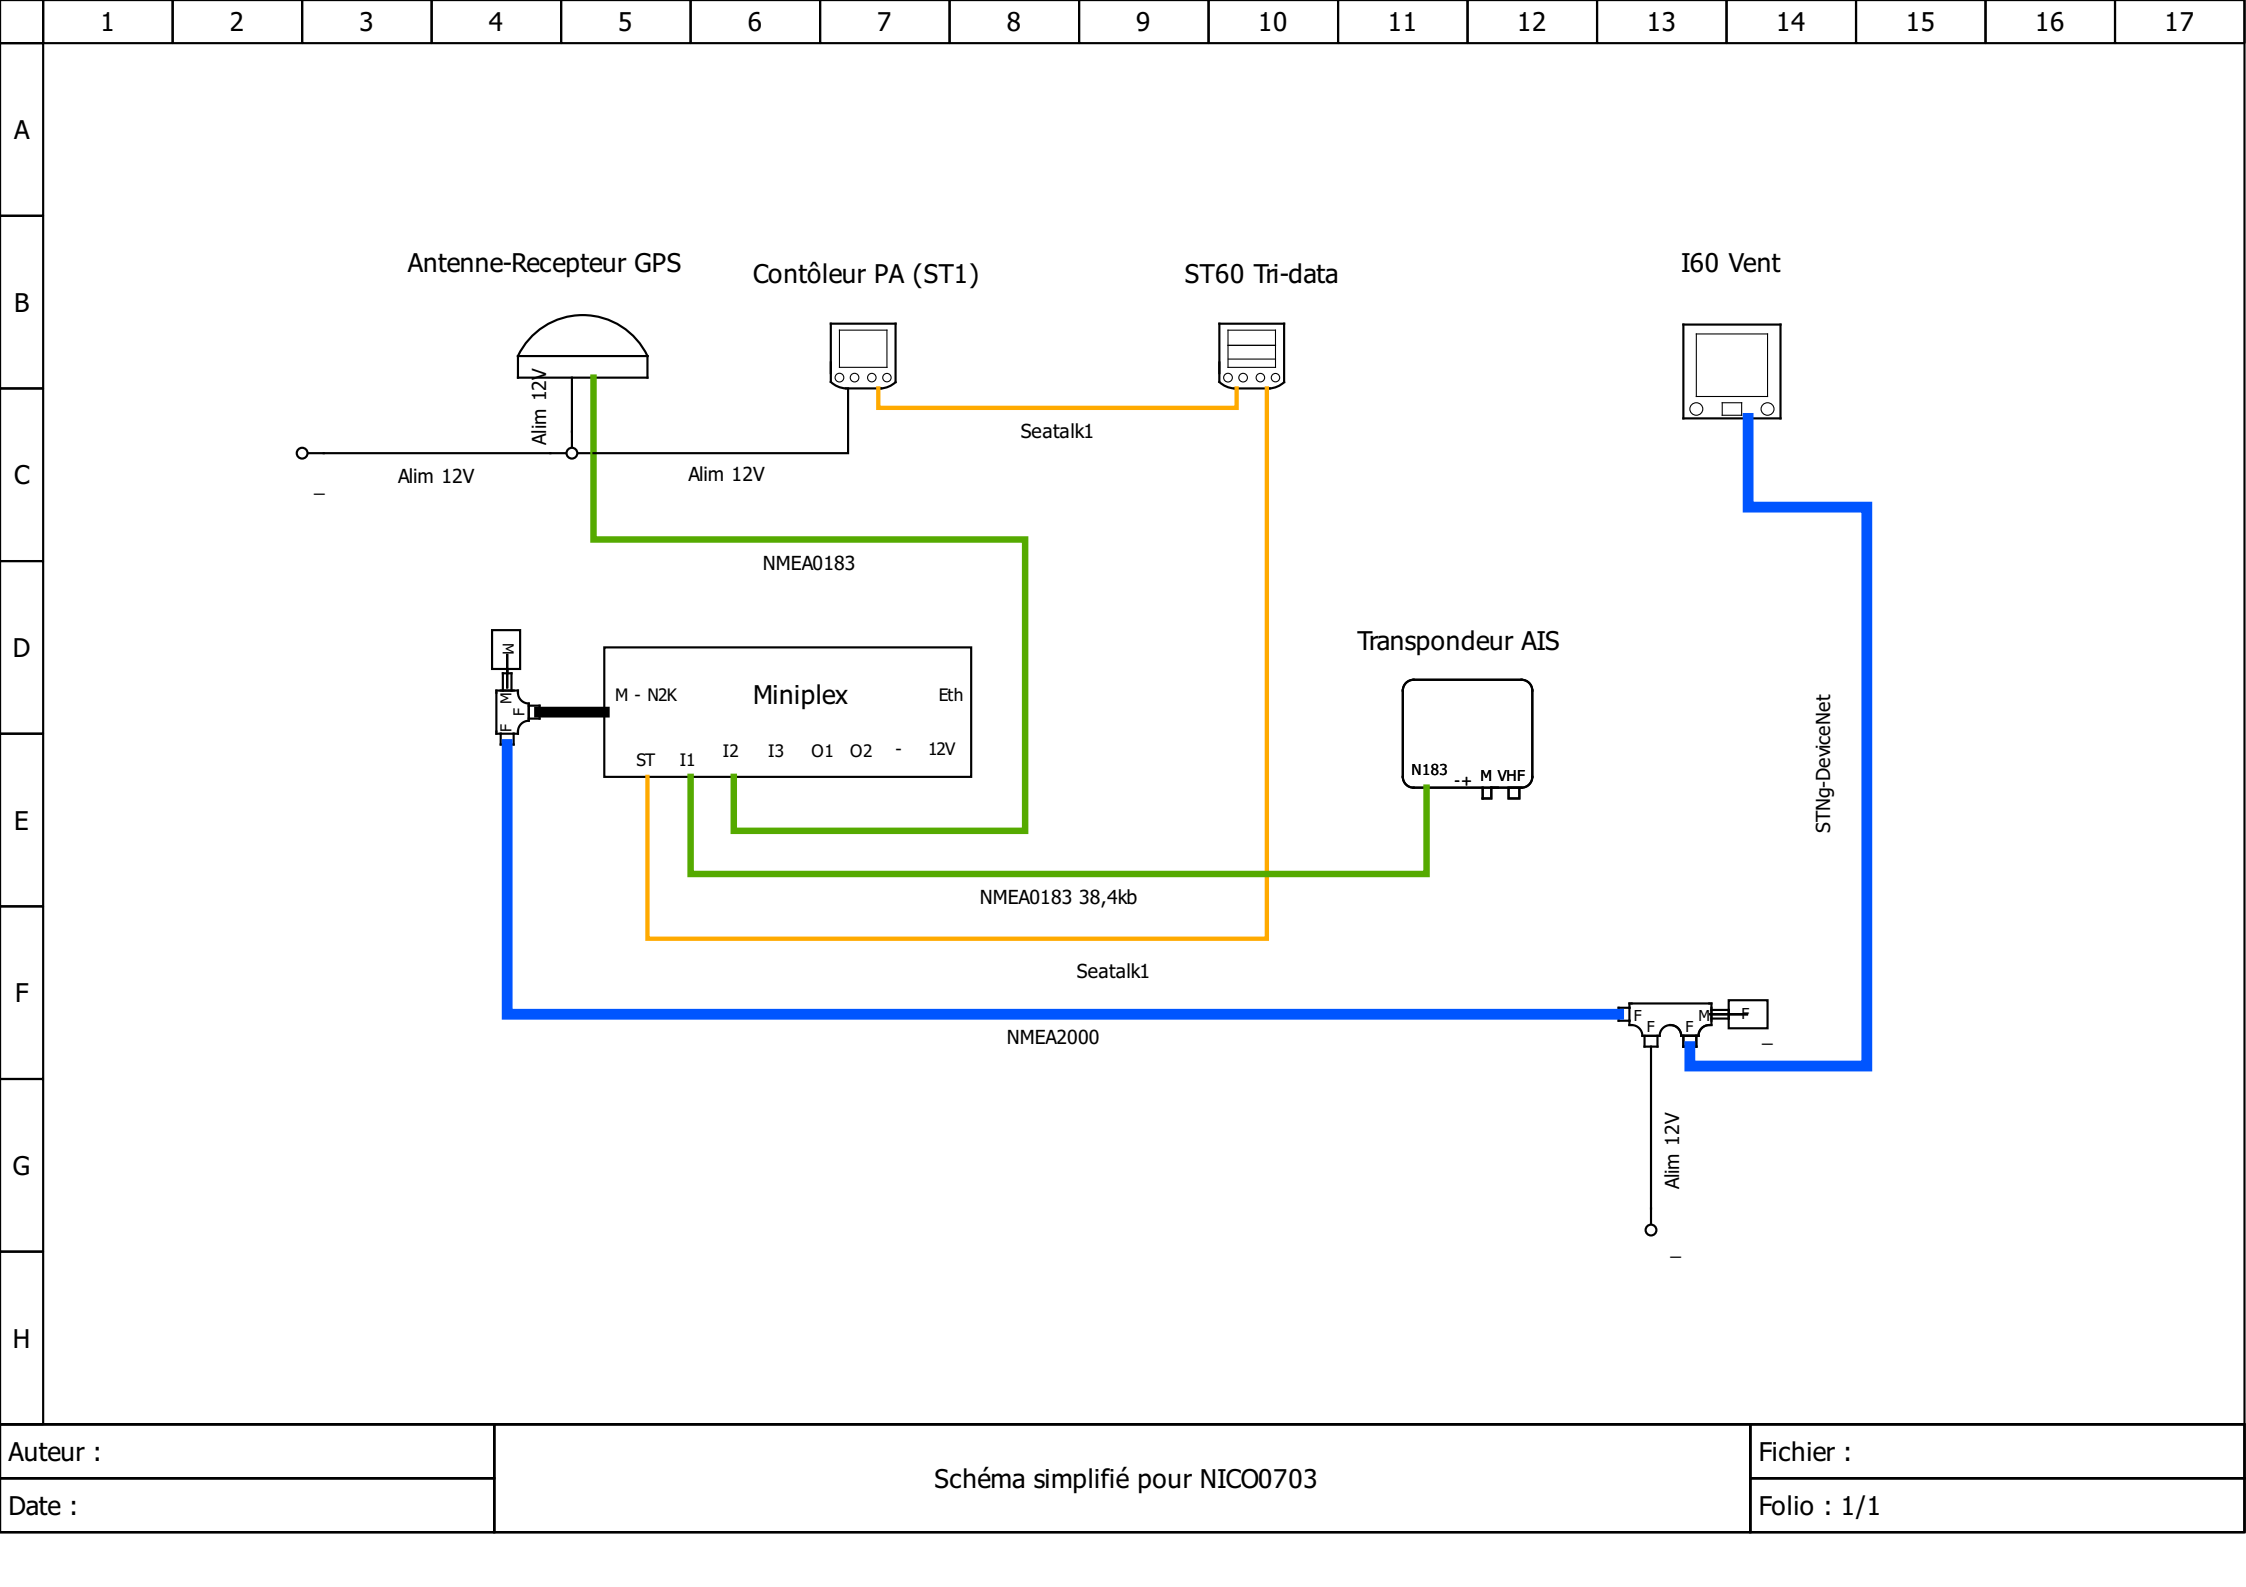 1 2 3 4 5 6 7 8 9 10 11 12 13 14 15 16 17
A
B
C
D
E
F
G
H
Antenne-Recepteur GPS
Contôleur PA (ST1)
ST60 Tri-data
I60 Vent
Alim 12V
Seatalk1
Alim 12V
Alim 12V
_
NMEA0183
Transpondeur AIS
M
M
F
F
M - N2K
Miniplex
Eth
ST I1 I2 I3 O1 O2 - 12V
N183 -+ M VHF
STNg-DeviceNet
NMEA0183 38,4kb
Seatalk1
NMEA2000
F F F M F
_
Alim 12V
_
Auteur :
Date :
Schéma simplifié pour NICO0703
Fichier :
Folio : 1/1